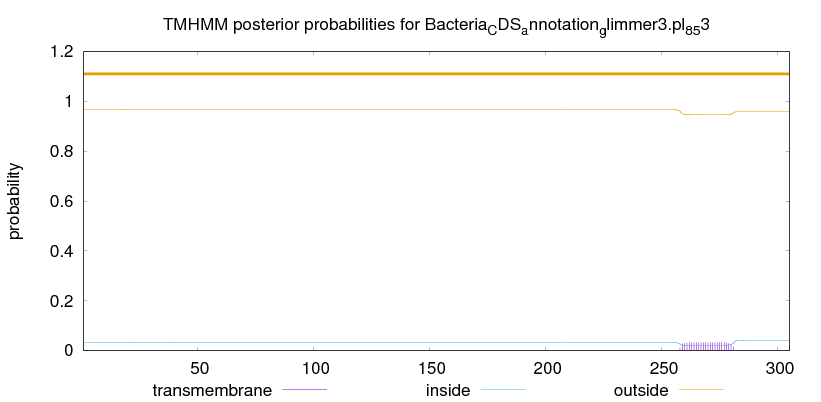 TMHMM posterior probabilities for Bacteria_CDS_annotation_glimmer3.pl_853
1.2
1
0.8
0.6
0.4
0.2
0
probability
50 100 150 200 250 300
transmembrane inside outside